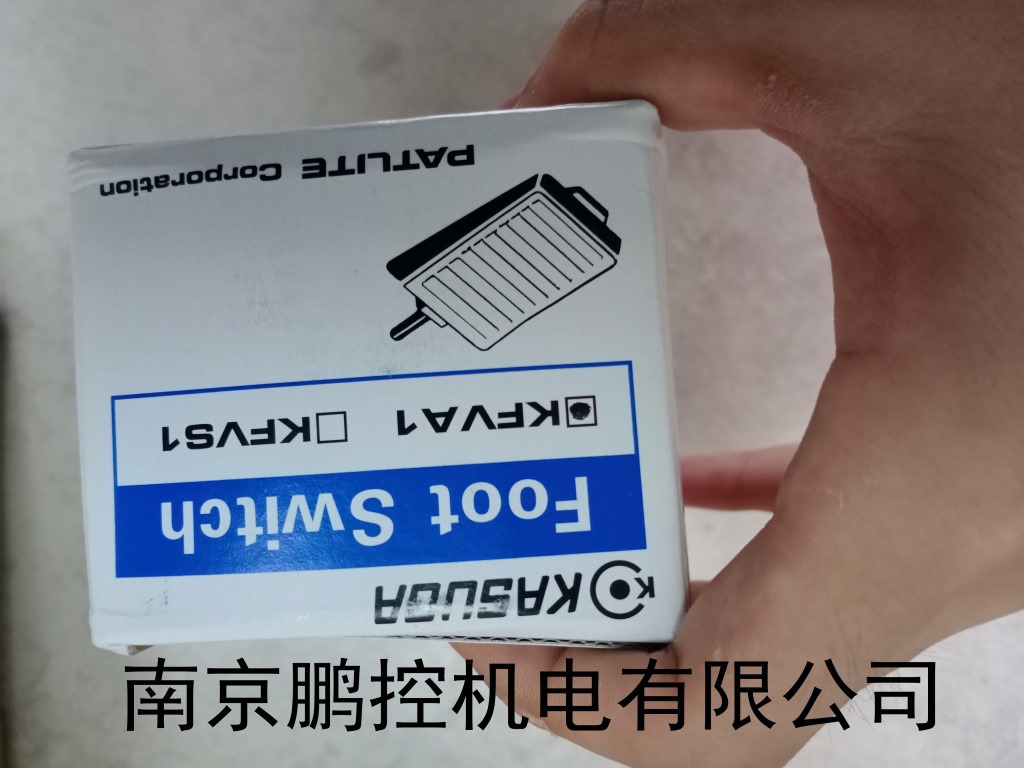 KASUGA
Foot Switch
KFVA1 KFVS1
PATLITE Corporation
南京鹏控机电有限公司